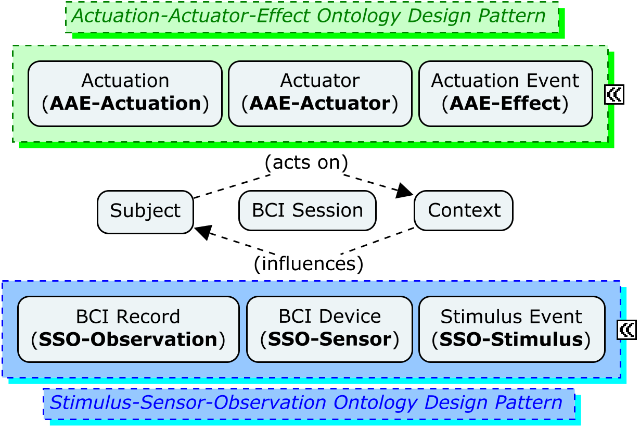 Actuation-Actuator-Effect Ontology Design Pattern
Actuation Actuator Actuation Event
(AAE-Actuation) (AAE-Actuator) (AAE-Effect)
(acts on)
Subject BCI Session Context
(influences)
BCI Record BCI Device Stimulus Event
(SSO-Observation) (SSO-Sensor) (SSO-Stimulus)
Stimulus-Sensor-Observation Ontology Design Pattern